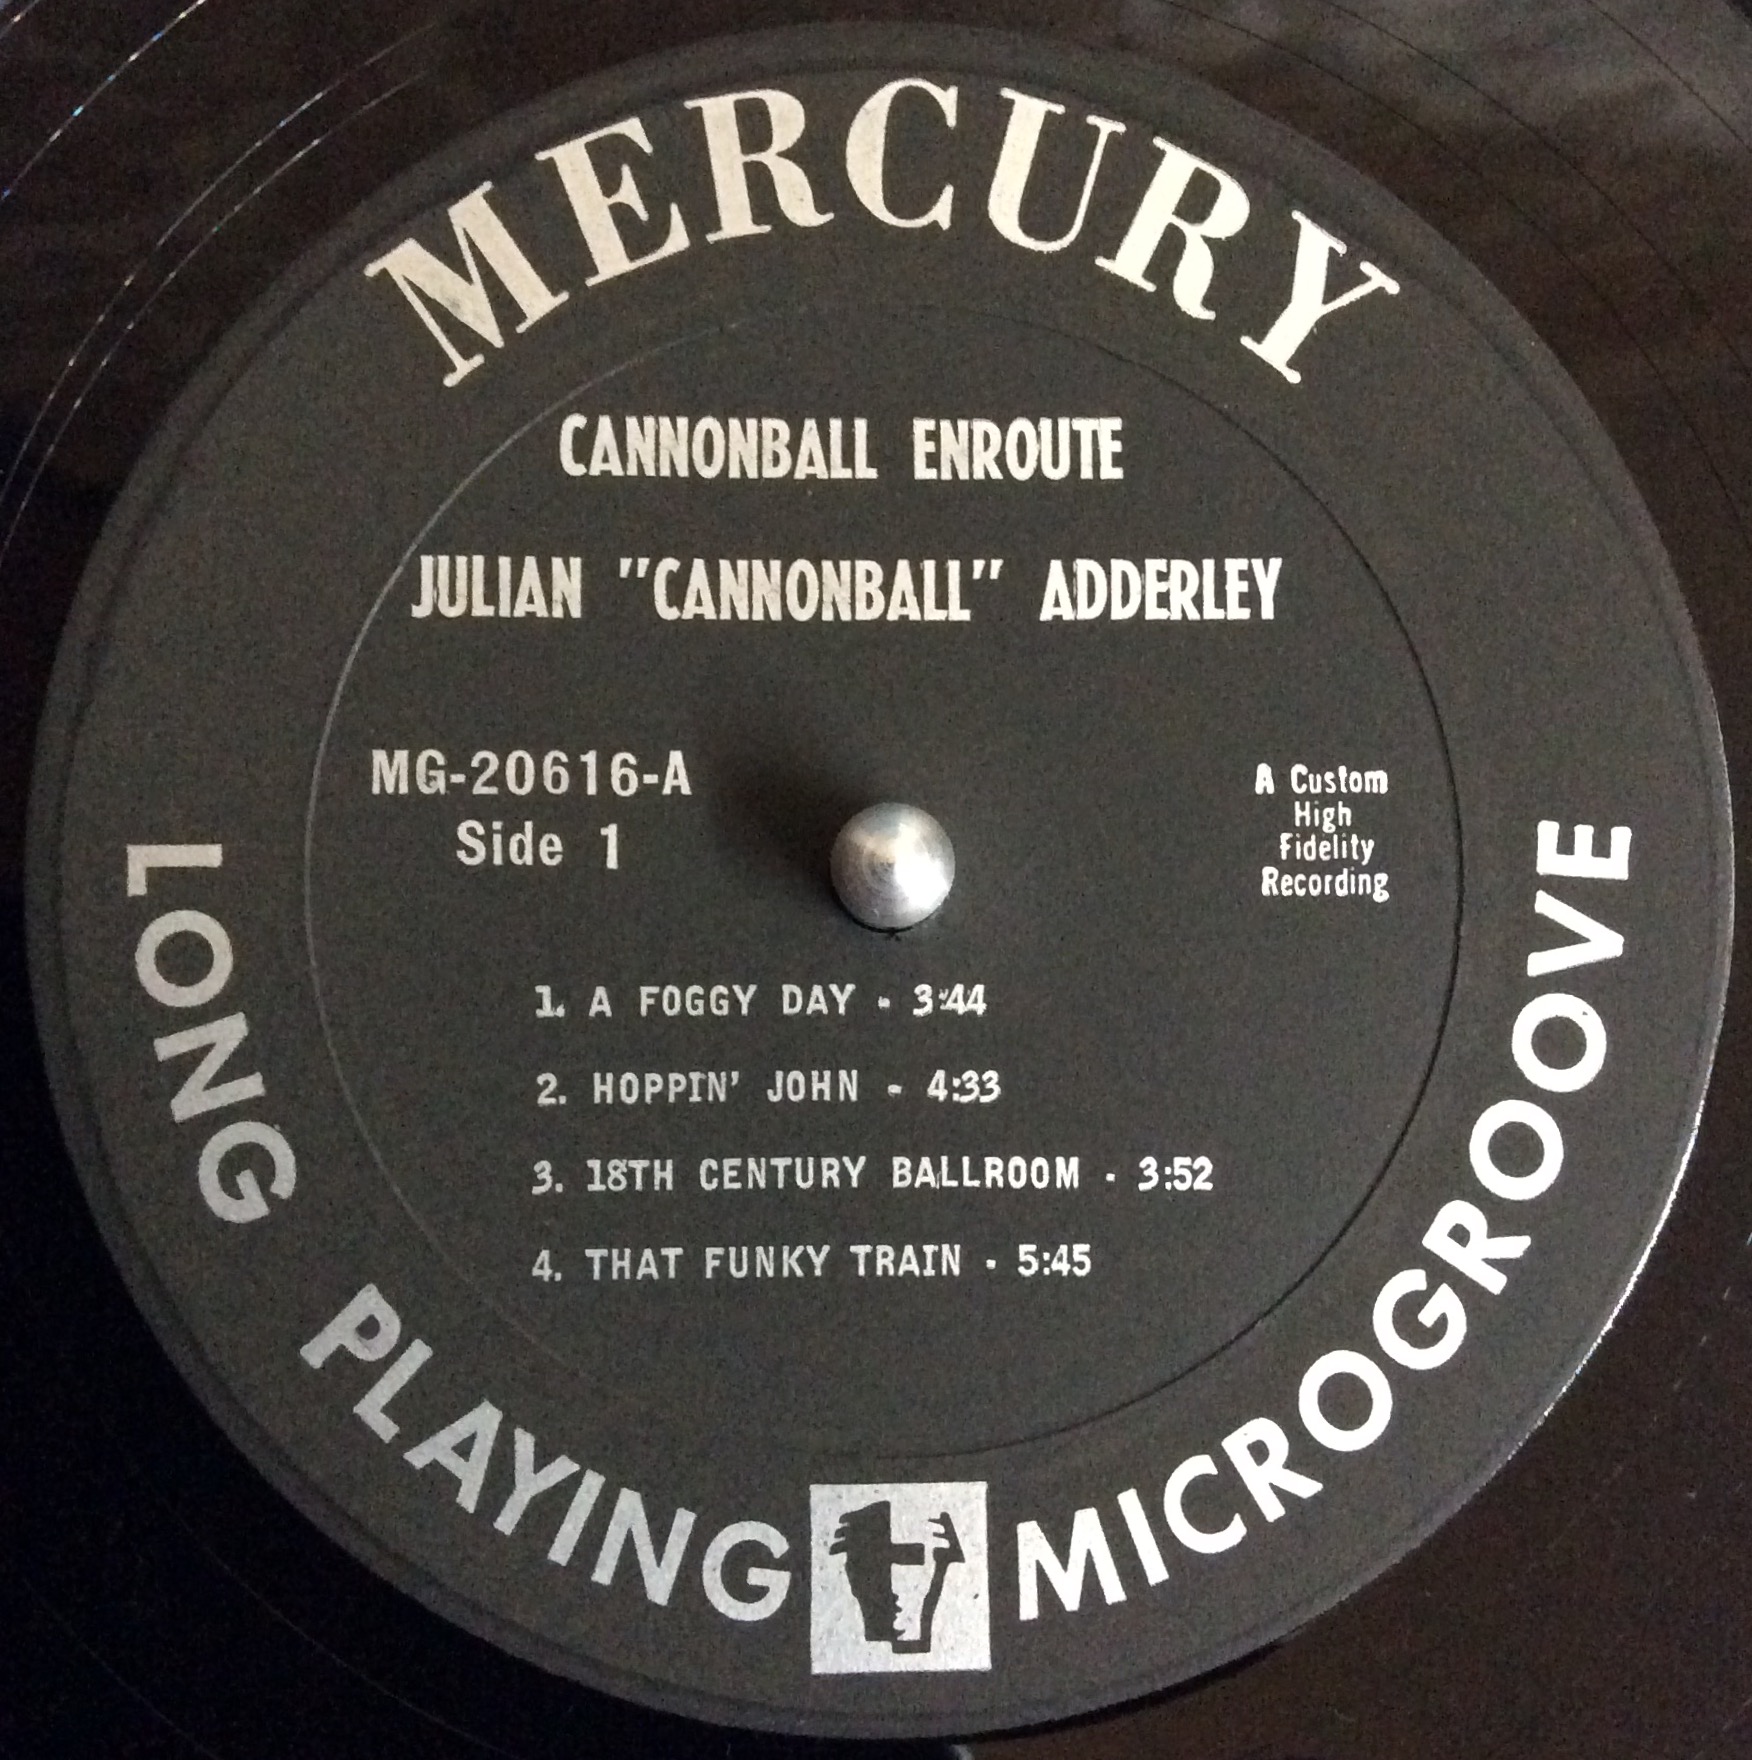 MERCURY
CANNONBALL ENROUTE
JULIAN "CANNONBALL" ADDERLEY
MG-20616-A
Side 1
A Custom
High
Fidelity
Recording
1. A FOGGY DAY - 3:44
2. HOPPIN' JOHN - 4:33
3. 18TH CENTURY BALLROOM - 3:52
4. THAT FUNKY TRAIN - 5:45
LONG PLAYING MICROGROOVE